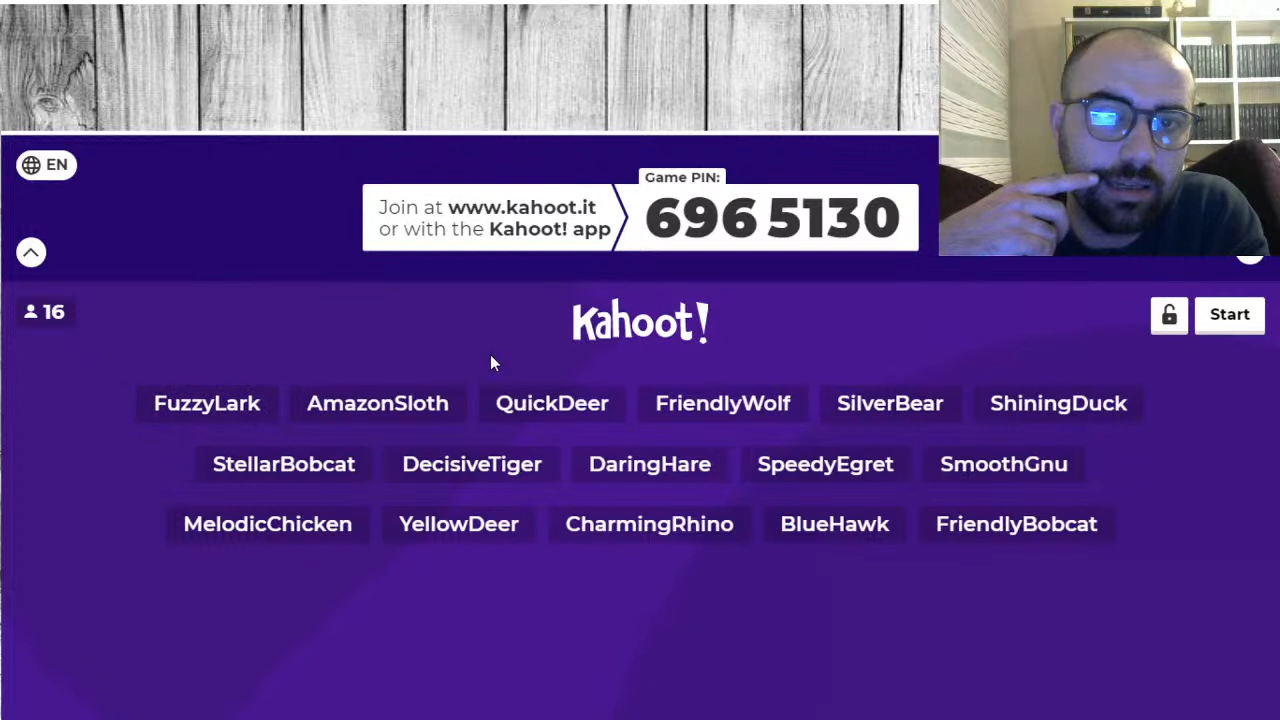 EN
Game PIN:
Join at www.kahoot.it
or with the Kahoot! app
696 5130
16
Kahoot!
Start
FuzzyLark AmazonSloth QuickDeer FriendlyWolf SilverBear ShiningDuck
StellarBobcat DecisiveTiger DaringHare SpeedyEgret SmoothGnu
MelodicChicken YellowDeer CharmingRhino BlueHawk FriendlyBobcat